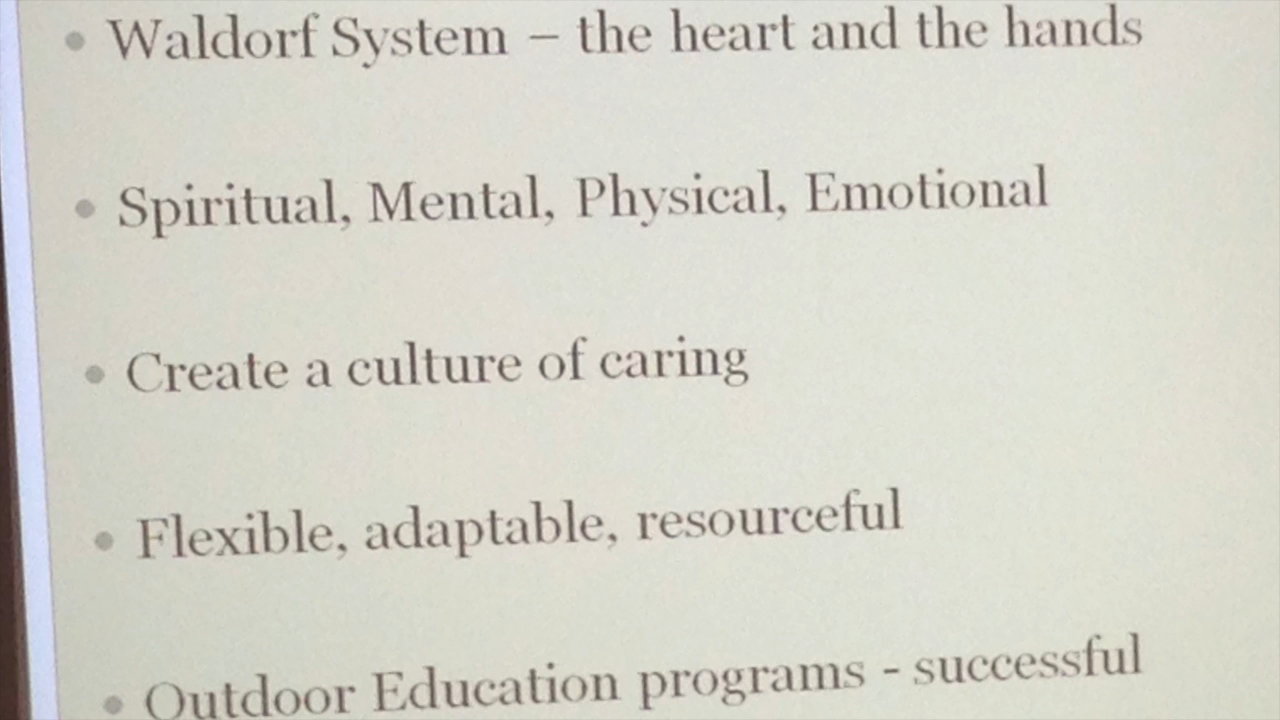 • Waldorf System – the heart and the hands
• Spiritual, Mental, Physical, Emotional
• Create a culture of caring
• Flexible, adaptable, resourceful
• Outdoor Education programs - successful